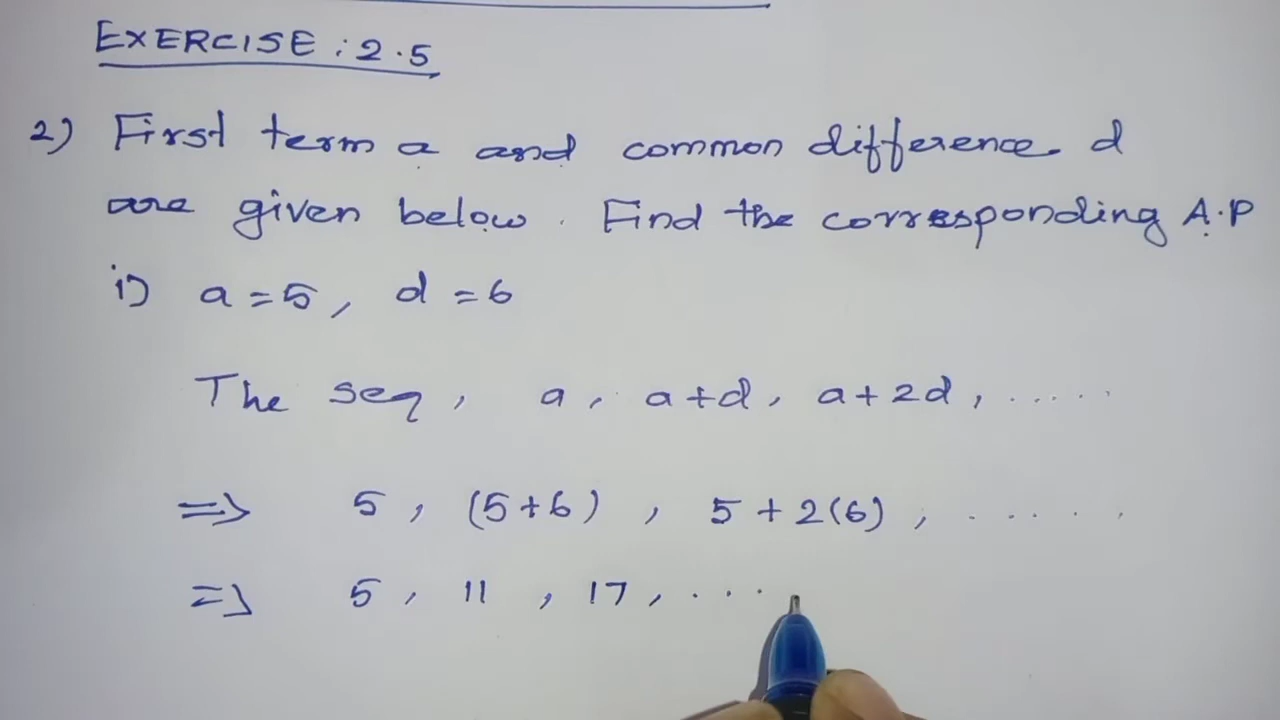 EXERCISE : 2.5
2) First term a and common difference d
are given below. Find the corresponding A.P
i) a = 5, d = 6
The seq, a, a+d, a+2d, .....
=> 5, (5+6), 5+2(6), ......
=> 5, 11, 17, ....